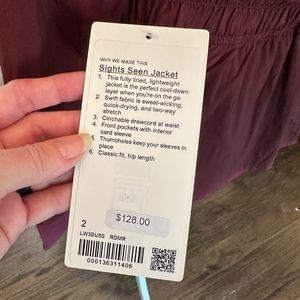 WHY WE MADE THIS
Sights Seen Jacket
1. This fully lined, lightweight
jacket is the perfect cool-down
layer when you're on the go
2. Swift fabric is sweat-wicking,
quick-drying, and two-way
stretch
3. Cinchable drawcord at waist
4. Front pockets with interior
card sleeve
5. Thumbholes keep your sleeves in
place
6. Classic fit, hip length
2
$128.00
LW3DU5S RDMR
000136311406